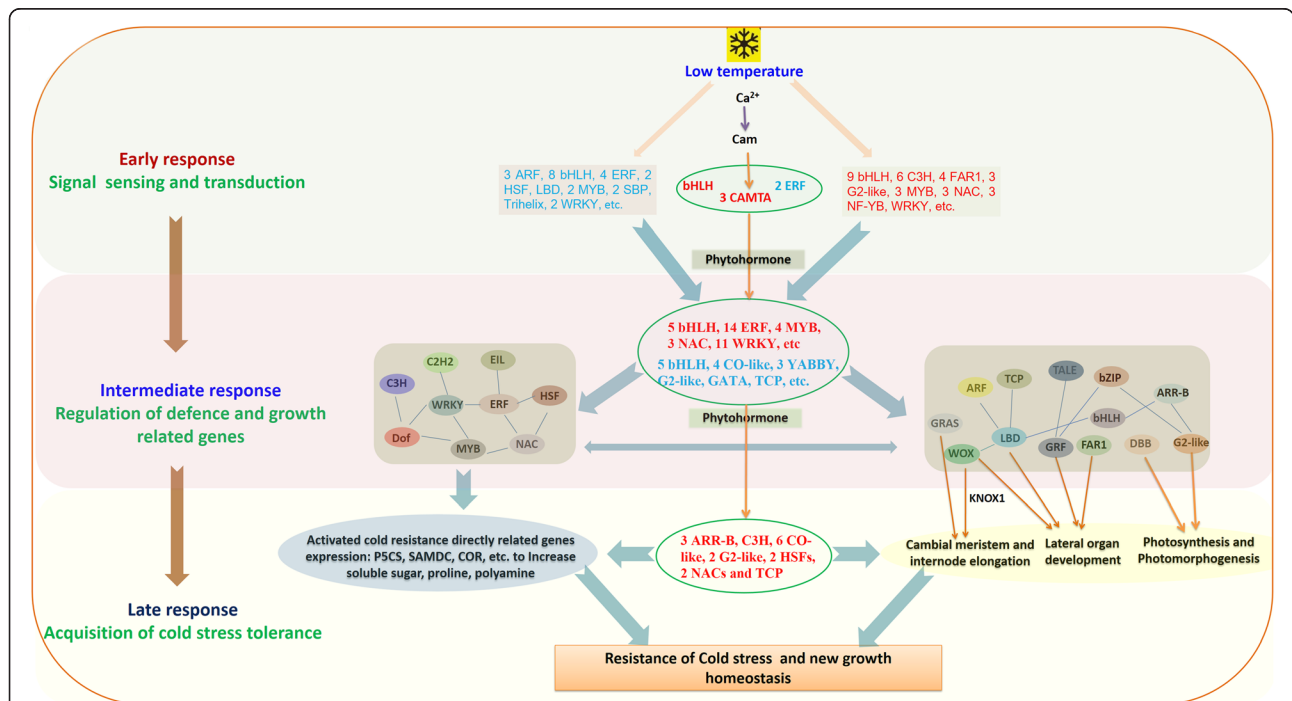 Low temperature
Ca2+
Cam
Early response
Signal sensing and transduction
3 ARF, 8 bHLH, 4 ERF, 2
HSF, LBD, 2 MYB, 2 SBP,
Trihelix, 2 WRKY, etc.
bHLH
2 ERF
3 CAMTA
9 bHLH, 6 C3H, 4 FAR1, 3
G2-like, 3 MYB, 3 NAC, 3
NF-YB, WRKY, etc.
Phytohormone
5 bHLH, 14 ERF, 4 MYB,
3 NAC, 11 WRKY, etc
5 bHLH, 4 CO-like, 3 YABBY,
G2-like, GATA, TCP, etc.
Intermediate response
Regulation of defence and growth
related genes
C2H2
EIL
C3H
HSF
WRKY
ERF
Dof
MYB
NAC
Phytohormone
TALE
TCP
bZIP
ARF
ARR-B
GRAS
bHLH
LBD
WOX
GRF
FAR1
DBB
G2-like
KNOX1
Activated cold resistance directly related genes
expression: P5CS, SAMDC, COR, etc. to Increase
soluble sugar, proline, polyamine
3 ARR-B, C3H, 6 CO-
like, 2 G2-like, 2 HSFs,
2 NACs and TCP
Cambial meristem and
internode elongation
Lateral organ
development
Photosynthesis and
Photomorphogenesis
Late response
Acquisition of cold stress tolerance
Resistance of Cold stress and new growth
homeostasis